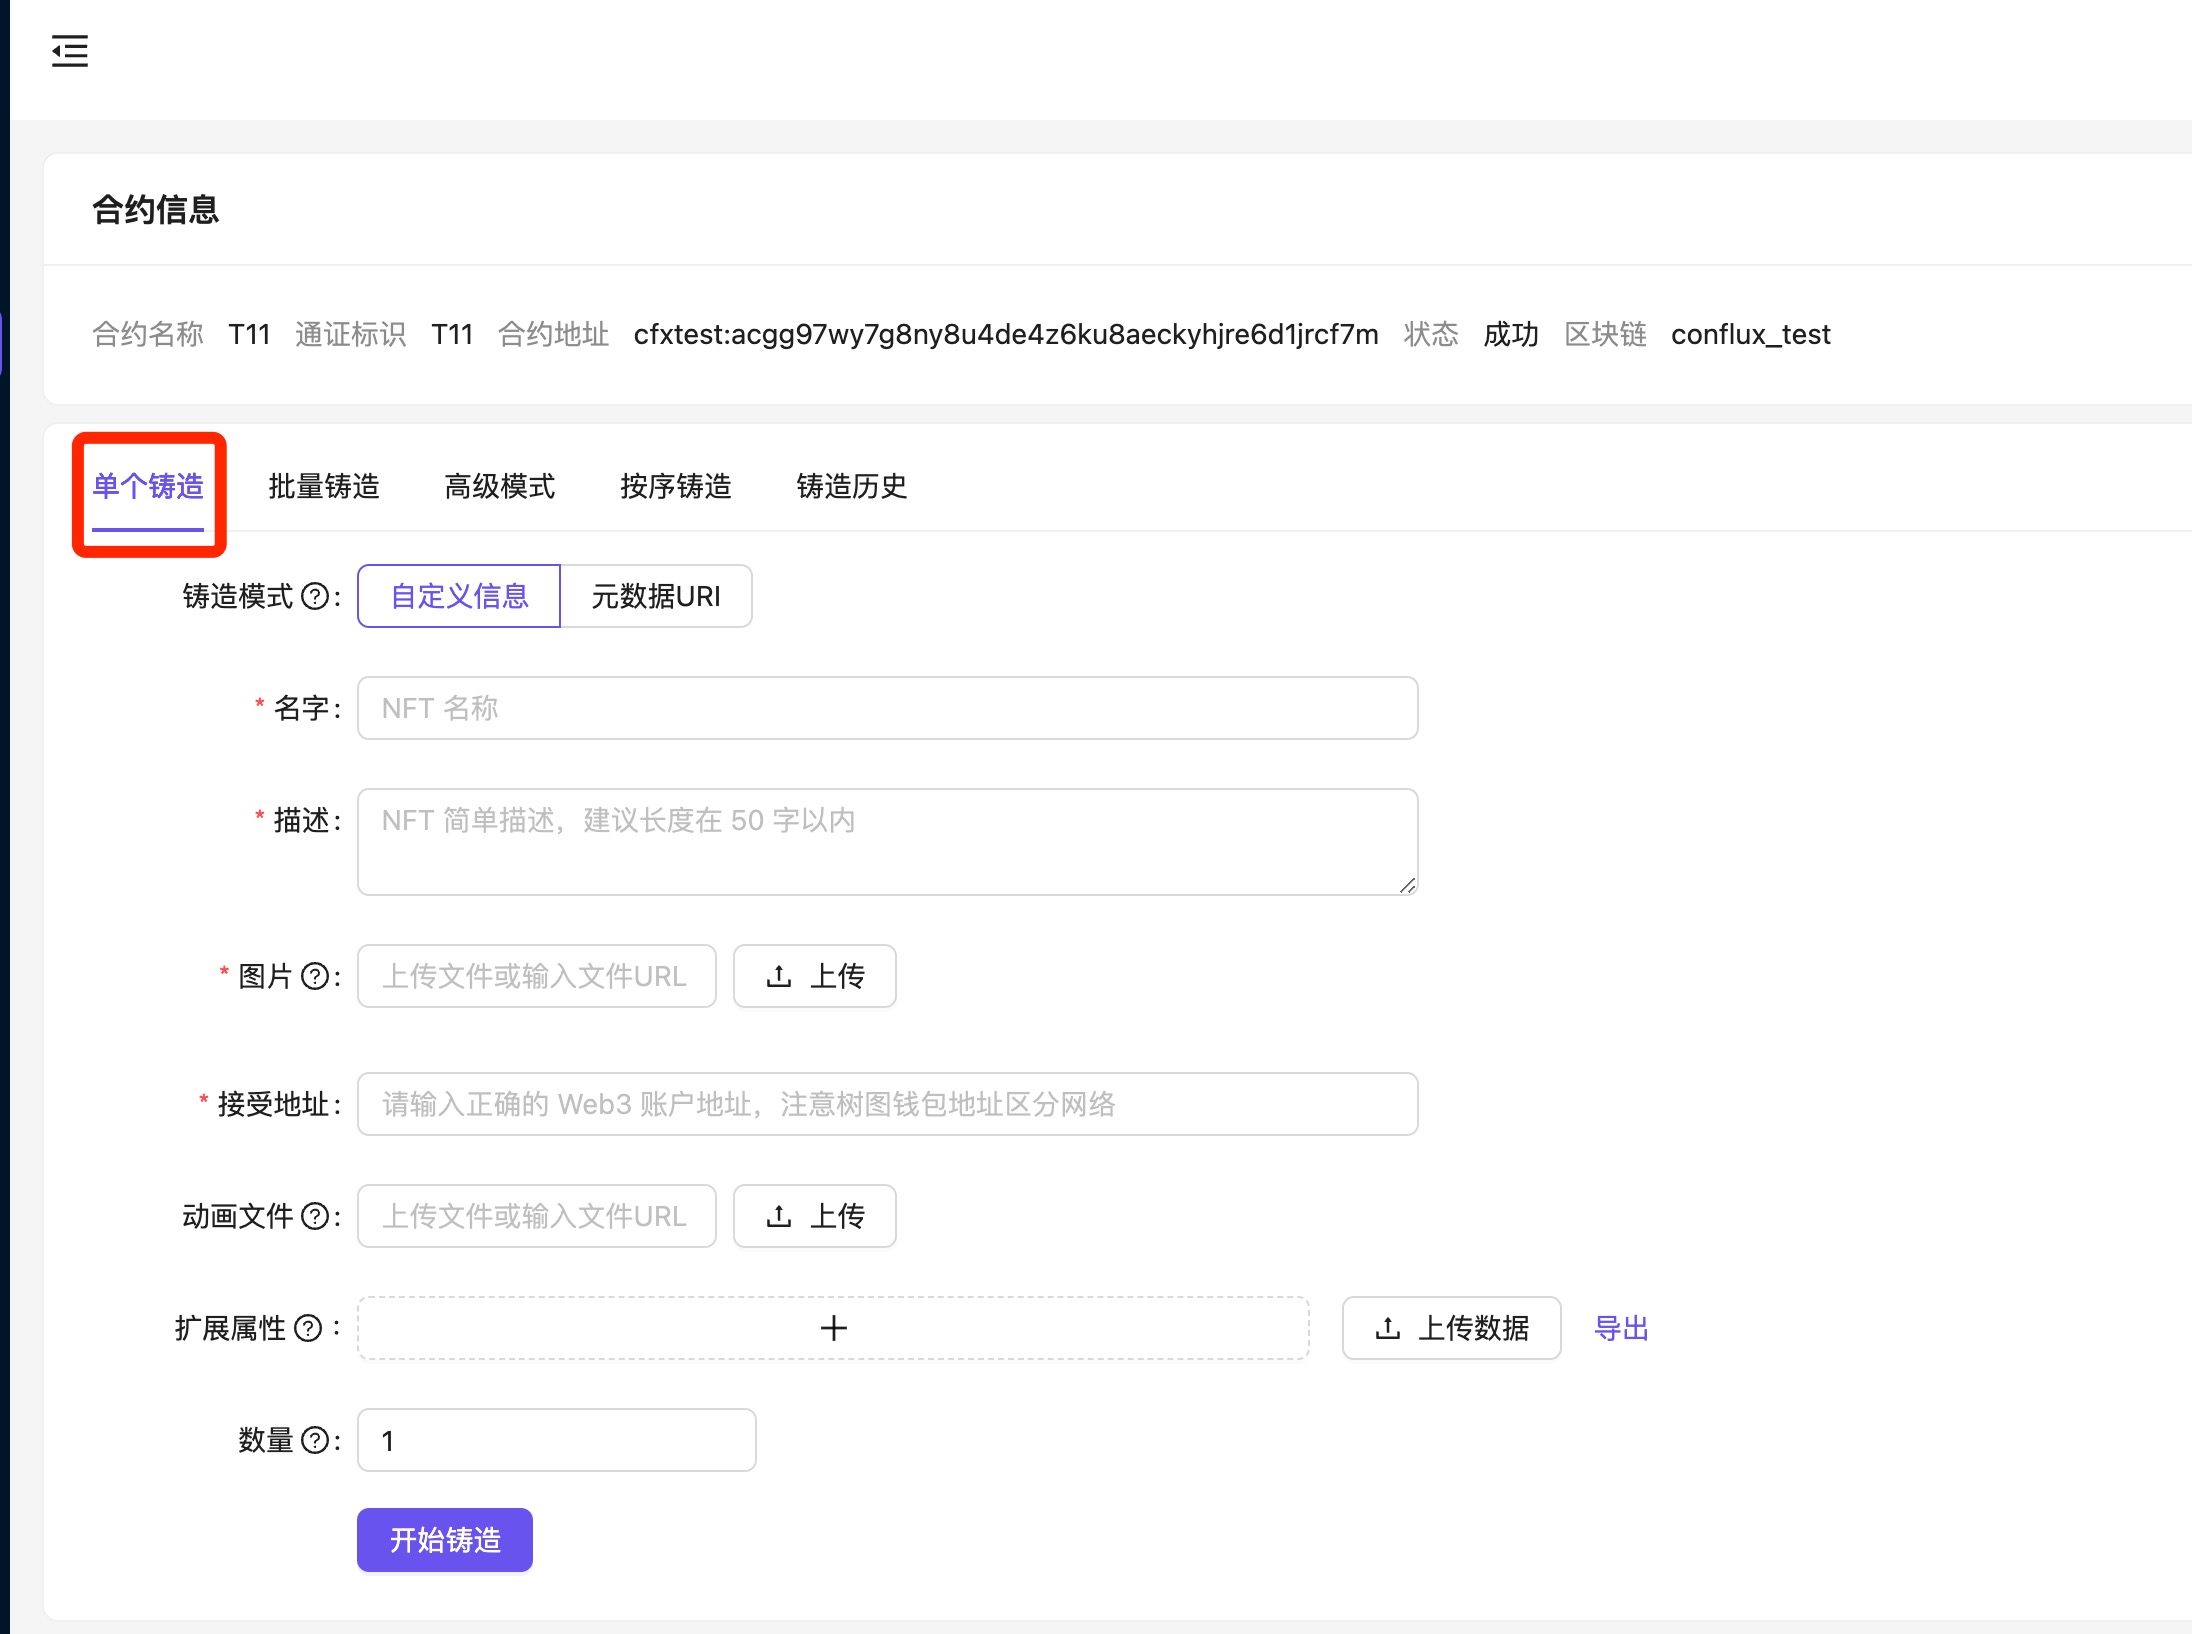 合约信息
合约名称 T11 通证标识 T11 合约地址 cfxtest:acgg97wy7g8ny8u4de4z6ku8aeckyhjre6d1jrcf7m 状态 成功 区块链 conflux_test
单个铸造 批量铸造 高级模式 按序铸造 铸造历史
铸造模式 ? : 自定义信息 元数据URI
* 名字 : NFT 名称
* 描述 : NFT 简单描述，建议长度在 50 字以内
* 图片 ? : 上传文件或输入文件URL 上传
* 接受地址 : 请输入正确的 Web3 账户地址，注意树图钱包地址区分网络
动画文件 ? : 上传文件或输入文件URL 上传
扩展属性 ? : + 上传数据 导出
数量 ? : 1
开始铸造